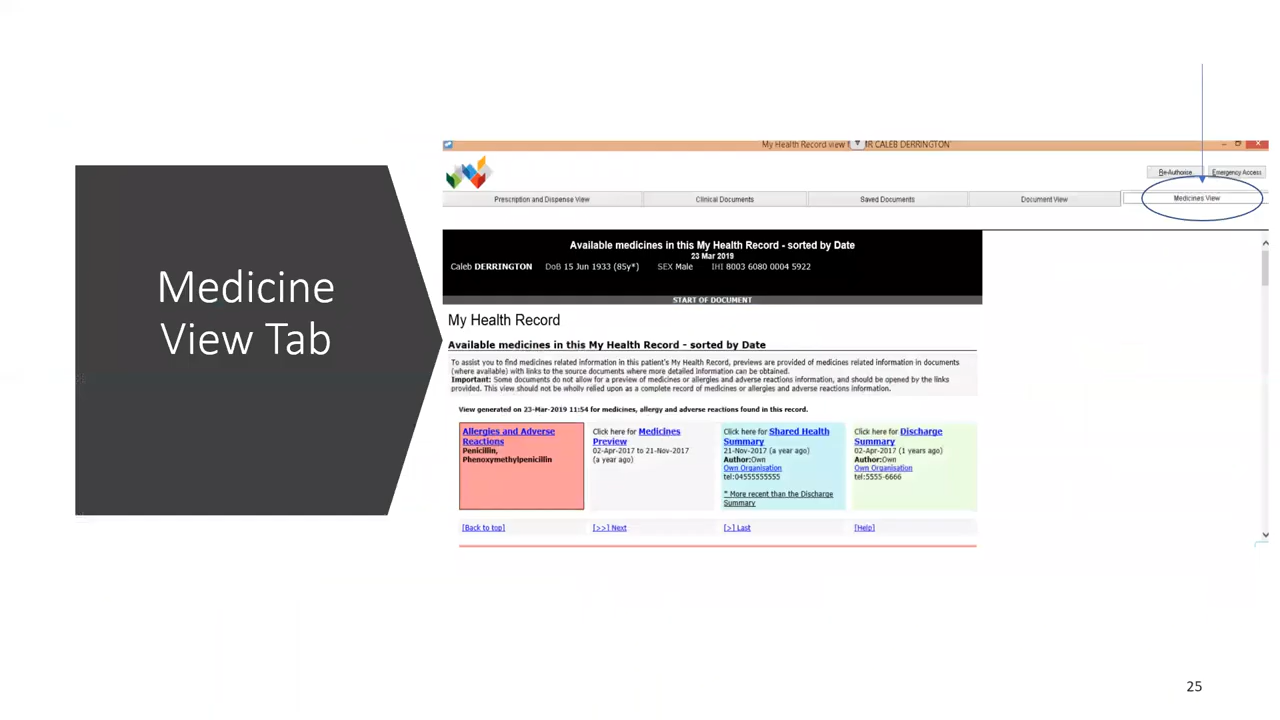 Medicine
View Tab
My Health Record view MR CALEB DERRINGTON
Re-Authorise
Emergency Access
Prescription and Dispense View
Clinical Documents
Saved Documents
Document View
Medicines View
Available medicines in this My Health Record - sorted by Date
23 Mar 2019
Caleb DERRINGTON DoB 15 Jun 1933 (85y*) SEX Male IHI 8003 6080 0004 5922
START OF DOCUMENT
My Health Record
Available medicines in this My Health Record - sorted by Date
To assist you to find medicines related information in this patient's My Health Record, previews are provided of medicines related information in documents
(where available) with links to the source documents where more detailed information can be obtained.
Important: Some documents do not allow for a preview of medicines or allergies and adverse reactions information, and should be opened by the links
provided. This view should not be wholly relied upon as a complete record of medicines or allergies and adverse reactions information.
View generated on 23-Mar-2019 11:54 for medicines, allergy and adverse reactions found in this record.
Allergies and Adverse
Reactions
Penicillin,
Phenoxymethylpenicillin
Click here for Medicines
Preview
02-Apr-2017 to 21-Nov-2017
(a year ago)
Click here for Shared Health
Summary
21-Nov-2017 (a year ago)
Author:Own
Own Organisation
tel:04555555555
* More recent than the Discharge
Summary
Click here for Discharge
Summary
02-Apr-2017 (1 years ago)
Author:Own
Own Organisation
tel:5555-6666
[Back to top]
[>>] Next
[>] Last
[Help]
25